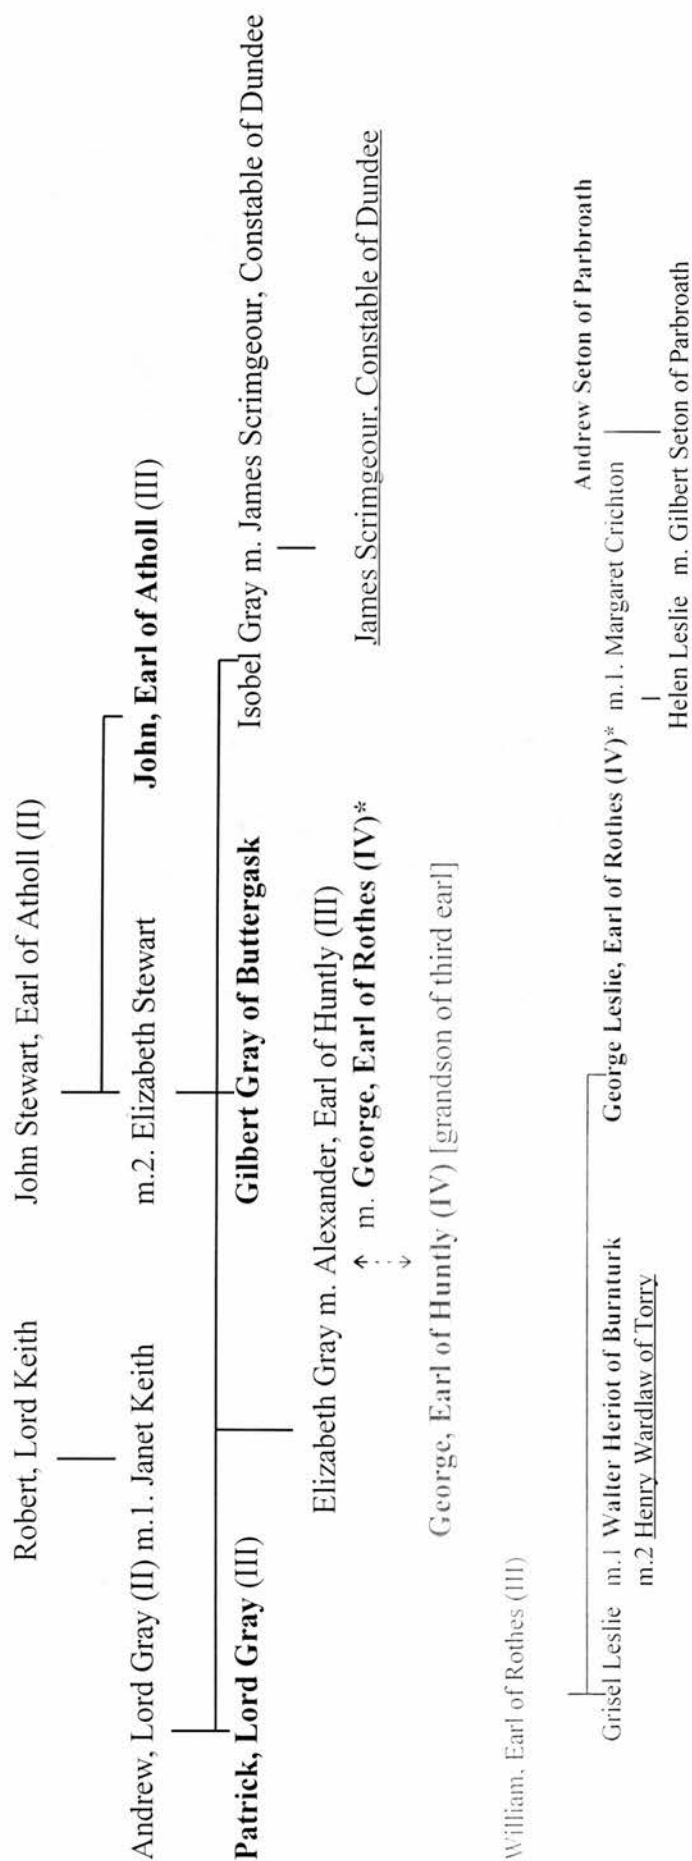 Robert, Lord Keith
John Stewart, Earl of Atholl (II)
Andrew, Lord Gray (II) m.1. Janet Keith
m.2. Elizabeth Stewart
John, Earl of Atholl (III)
Patrick, Lord Gray (III)
Gilbert Gray of Buttergask
Isobel Gray m. James Scrimgeour, Constable of Dundee
Elizabeth Gray m. Alexander, Earl of Huntly (III)
m. George, Earl of Rothes (IV)*
James Scrimgeour, Constable of Dundee
George, Earl of Huntly (IV) [grandson of third earl]
William, Earl of Rothes (III)
Andrew Seton of Parbroath
Grisel Leslie m.1 Walter Heriot of Burnturk
George Leslie, Earl of Rothes (IV)* m.1. Margaret Crichton
m.2 Henry Wardlaw of Torry
Helen Leslie m. Gilbert Seton of Parbroath